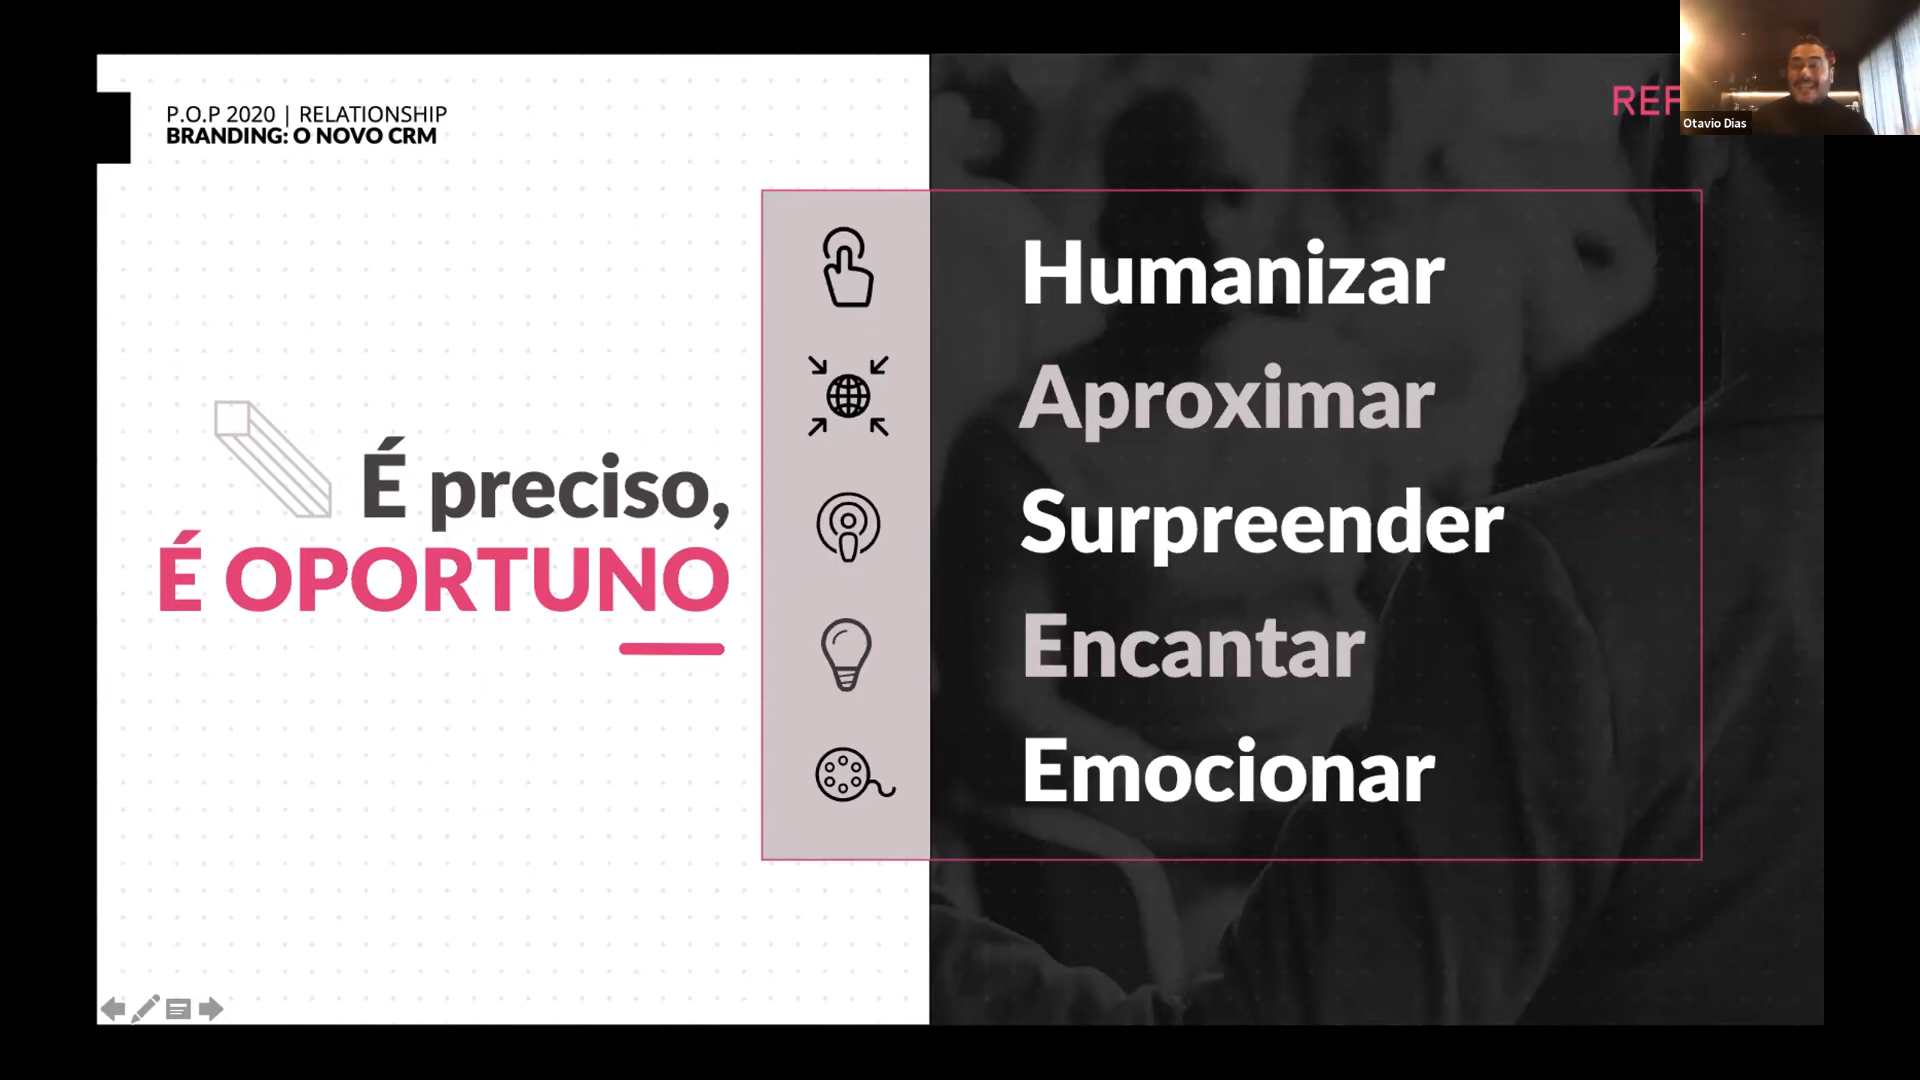 P.O.P 2020 | RELATIONSHIP
BRANDING: O NOVO CRM
É preciso,
É OPORTUNO
Humanizar
Aproximar
Surpreender
Encantar
Emocionar
Otavio Dias